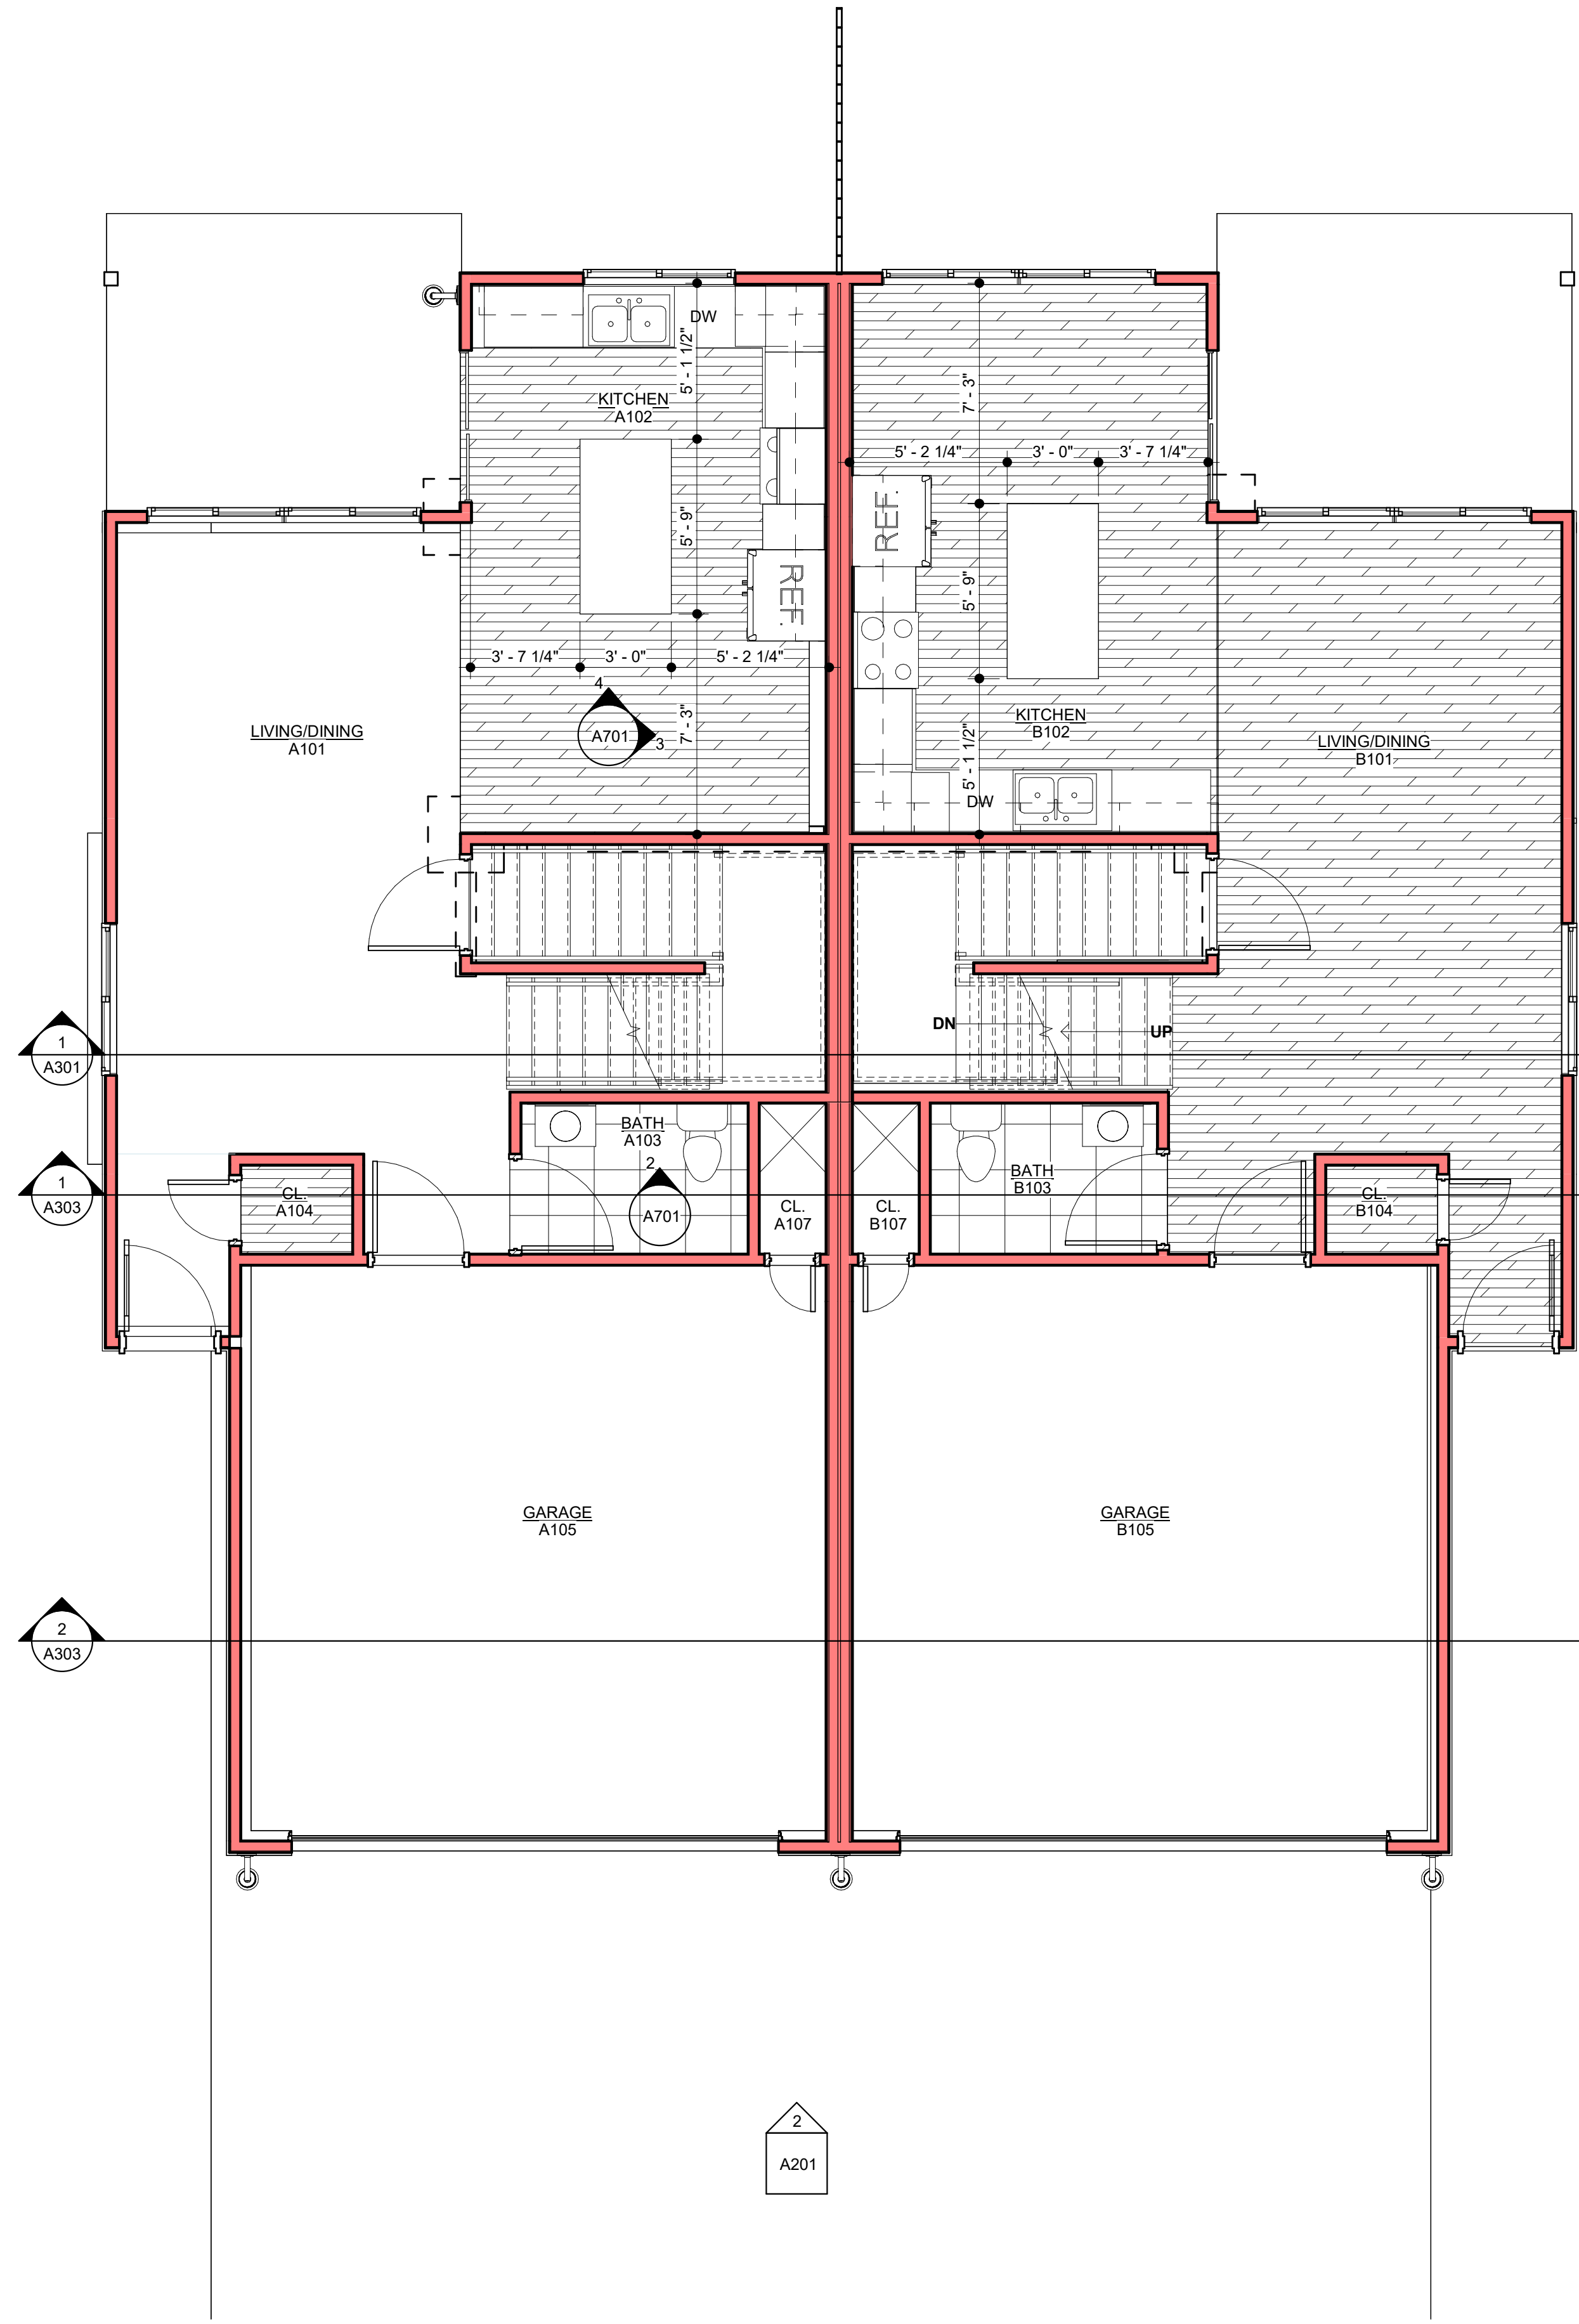 DW
5' - 1 1/2"
KITCHEN
A102
7' - 3"
5' - 2 1/4"
3' - 0"
3' - 7 1/4"
REF.
5' - 9"
REF.
5' - 9"
3' - 7 1/4"
3' - 0"
5' - 2 1/4"
4
A701
3
7' - 3"
LIVING/DINING
A101
KITCHEN
B102
LIVING/DINING
B101
5' - 1 1/2"
DW
DN
UP
1
A301
BATH
A103
2
A701
BATH
B103
1
A303
CL.
A104
CL.
A107
CL.
B107
CL.
B104
GARAGE
A105
GARAGE
B105
2
A303
2
A201